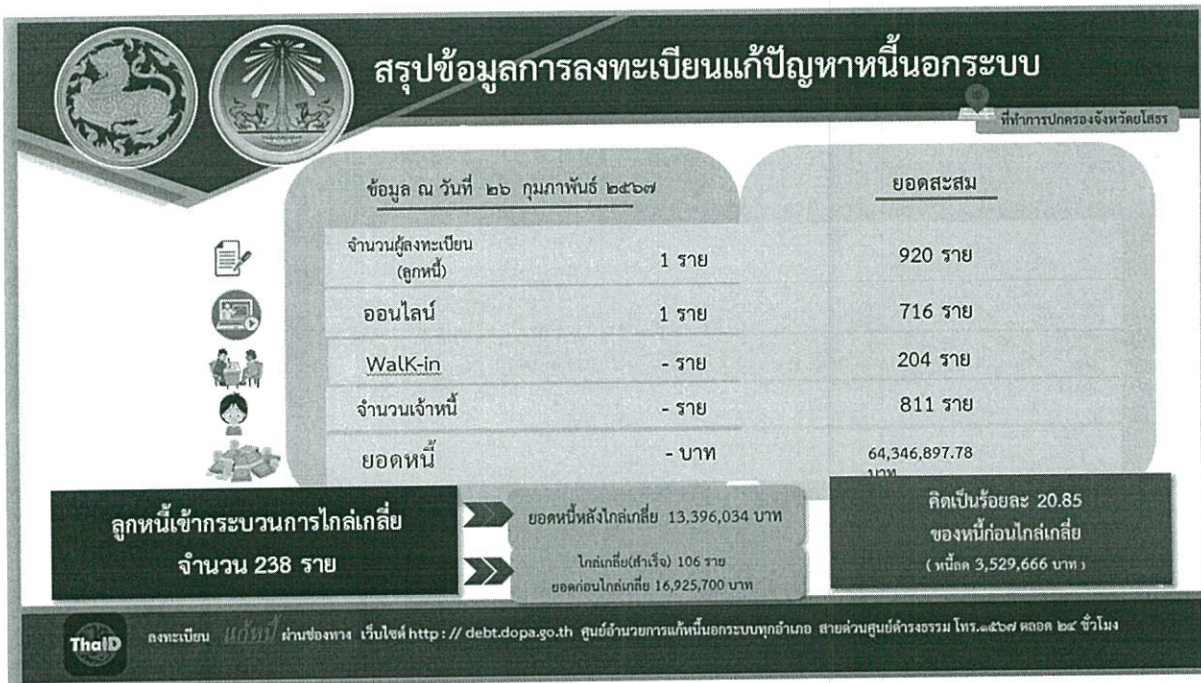 สรุปข้อมูลการลงทะเบียนแก้ปัญหาหนี้นอกระบบ
ที่ทำการปกครองจังหวัดยโสธร
ข้อมูล ณ วันที่ ๒๖ กุมภาพันธ์ ๒๕๖๗ ยอดสะสม
จำนวนผู้ลงทะเบียน
(ลูกหนี้) 1 ราย 920 ราย
ออนไลน์ 1 ราย 716 ราย
WalK-in - ราย 204 ราย
จำนวนเจ้าหนี้ - ราย 811 ราย
ยอดหนี้ - บาท 64,346,897.78
บาท
ลูกหนี้เข้ากระบวนการไกล่เกลี่ย
จำนวน 238 ราย
ยอดหนี้หลังไกล่เกลี่ย 13,396,034 บาท
ไกล่เกลี่ย(สำเร็จ) 106 ราย
ยอดก่อนไกล่เกลี่ย 16,925,700 บาท
คิดเป็นร้อยละ 20.85
ของหนี้ก่อนไกล่เกลี่ย
( หนี้ลด 3,529,666 บาท )
ThaID
ลงทะเบียน แก้หนี้ ผ่านช่องทาง เว็บไซต์ http : // debt.dopa.go.th ศูนย์อำนวยการแก้หนี้นอกระบบทุกอำเภอ สายด่วนศูนย์ดำรงธรรม โทร.๑๕๖๗ ตลอด ๒๔ ชั่วโมง